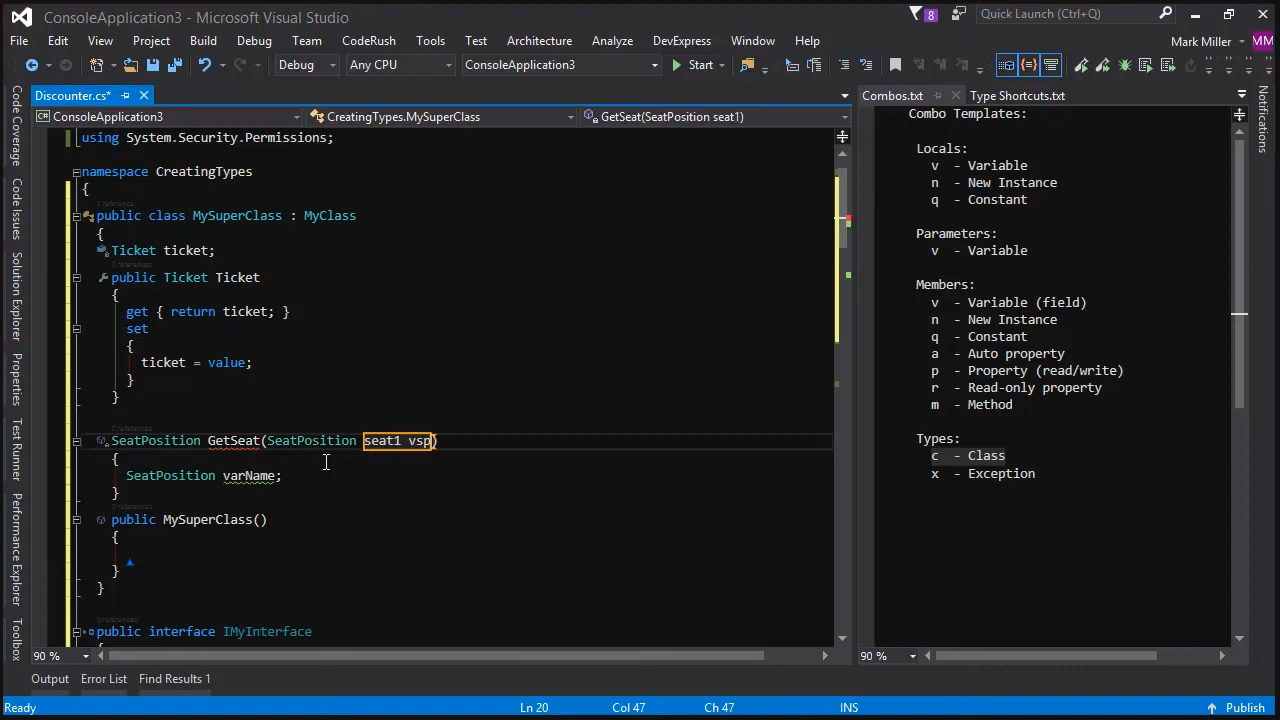 ConsoleApplication3 - Microsoft Visual Studio
8
Quick Launch (Ctrl+Q)
File Edit View Project Build Debug Team CodeRush Tools Test Architecture Analyze DevExpress Window Help
Mark Miller MM
Debug Any CPU ConsoleApplication3 Start
Discounter.cs*
Combos.txt Type Shortcuts.txt
ConsoleApplication3 CreatingTypes.MySuperClass GetSeat(SeatPosition seat1)
Code Coverage
Code Issues
Solution Explorer
Properties
Test Runner
Performance Explorer
Toolbox
using System.Security.Permissions;
namespace CreatingTypes
{
public class MySuperClass : MyClass
{
Ticket ticket;
public Ticket Ticket
{
get { return ticket; }
set
{
ticket = value;
}
}
SeatPosition GetSeat(SeatPosition seat1 vsp)
{
SeatPosition varName;
}
public MySuperClass()
{
}
}
public interface IMyInterface
90 %
Combo Templates:
Locals:
v - Variable
n - New Instance
q - Constant
Parameters:
v - Variable
Members:
v - Variable (field)
n - New Instance
q - Constant
a - Auto property
p - Property (read/write)
r - Read-only property
m - Method
Types:
c - Class
x - Exception
90 %
Notifications
Output Error List Find Results 1
Ready Ln 20 Col 47 Ch 47 INS Publish